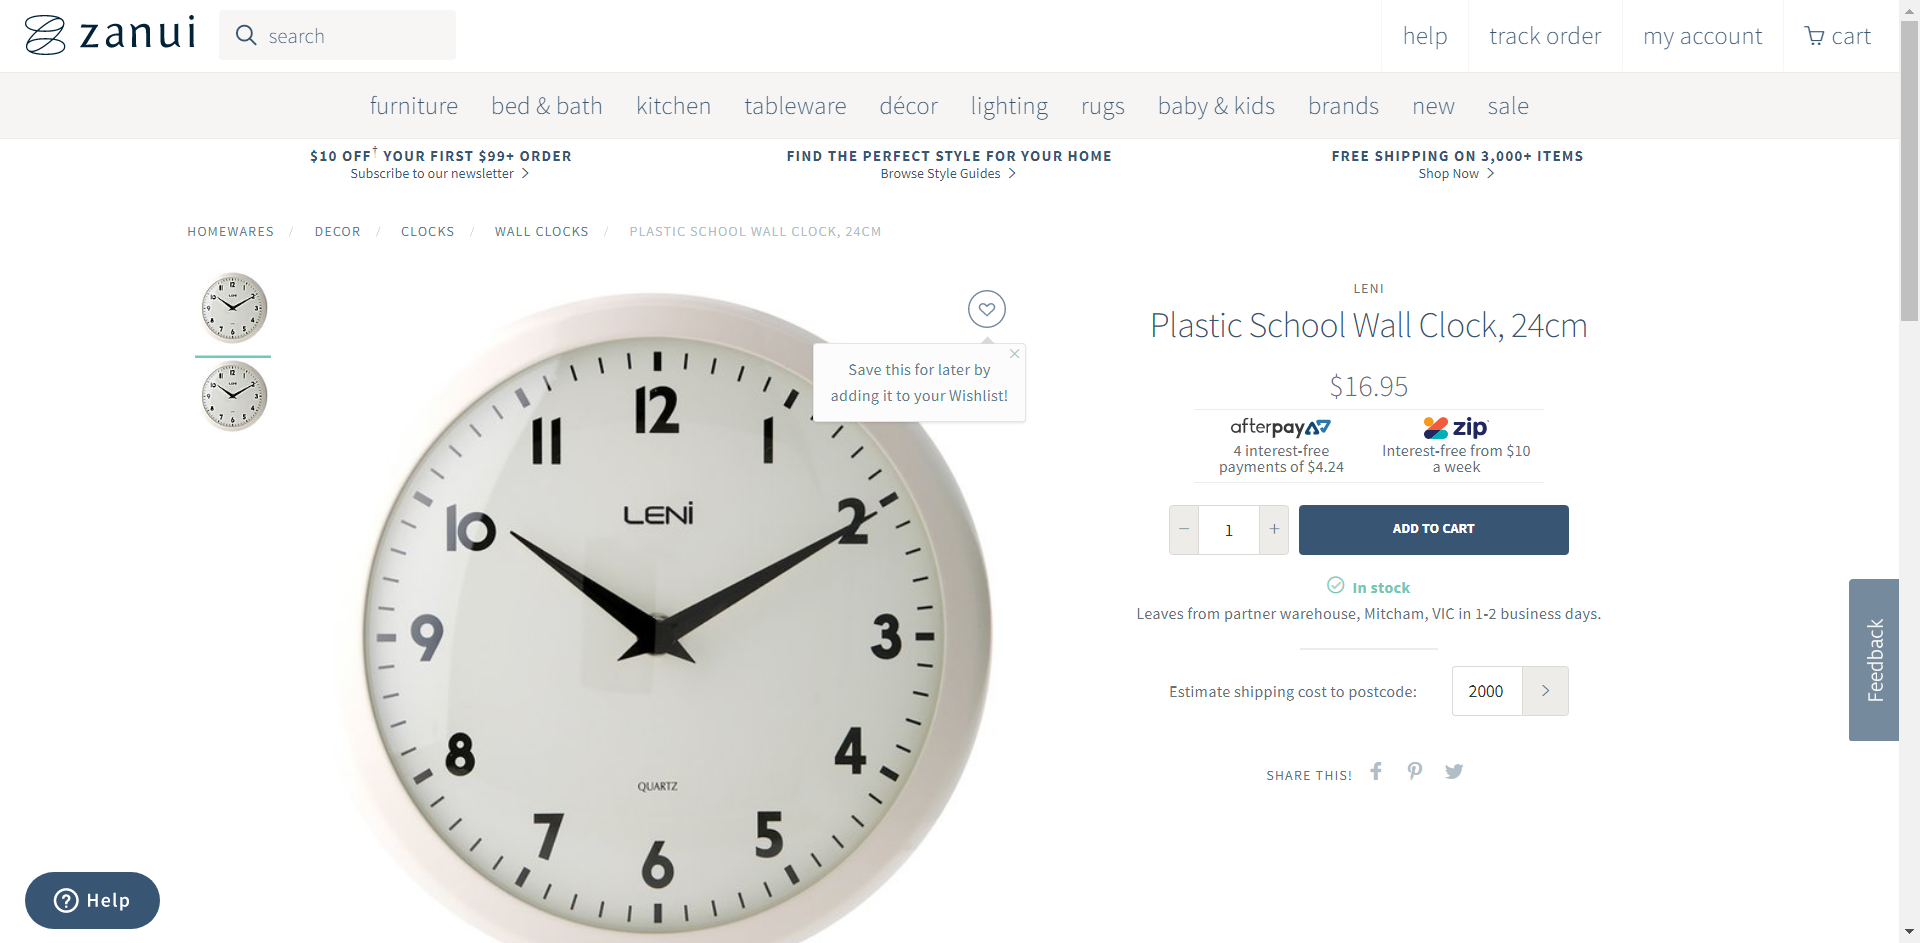 zanui
search
help
track order
my account
cart
furniture
bed & bath
kitchen
tableware
décor
lighting
rugs
baby & kids
brands
new
sale
$10 OFF† YOUR FIRST $99+ ORDER
Subscribe to our newsletter
FIND THE PERFECT STYLE FOR YOUR HOME
Browse Style Guides
FREE SHIPPING ON 3,000+ ITEMS
Shop Now
HOMEWARES / DECOR / CLOCKS / WALL CLOCKS / PLASTIC SCHOOL WALL CLOCK, 24CM
Save this for later by
adding it to your Wishlist!
12
11
1
LENI
10
2
9
3
8
4
QUARTZ
7
5
6
LENI
Plastic School Wall Clock, 24cm
$16.95
afterpay
4 interest-free
payments of $4.24
zip
Interest-free from $10
a week
− 1 +
ADD TO CART
In stock
Leaves from partner warehouse, Mitcham, VIC in 1-2 business days.
Estimate shipping cost to postcode:
2000
SHARE THIS!
Feedback
Help